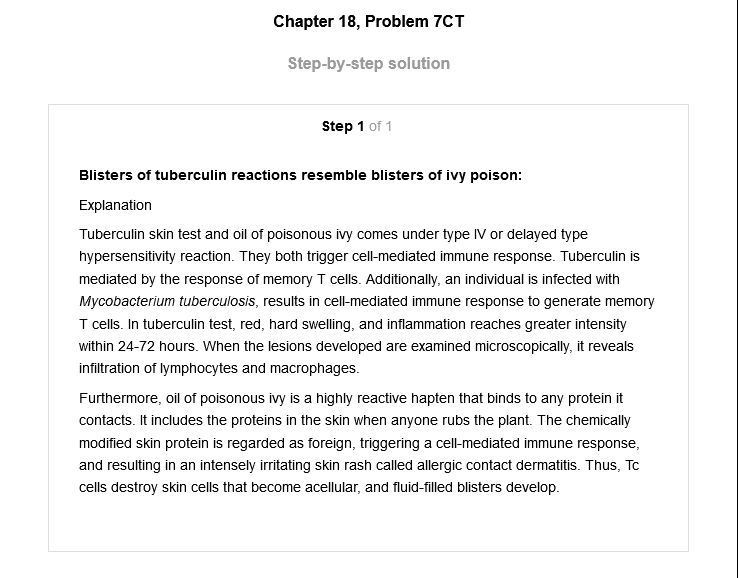 Chapter 18, Problem 7CT
Step-by-step solution
Step 1 of 1
Blisters of tuberculin reactions resemble blisters of ivy poison:
Explanation
Tuberculin skin test and oil of poisonous ivy comes under type IV or delayed type
hypersensitivity reaction. They both trigger cell-mediated immune response. Tuberculin is
mediated by the response of memory T cells. Additionally, an individual is infected with
Mycobacterium tuberculosis, results in cell-mediated immune response to generate memory
T cells. In tuberculin test, red, hard swelling, and inflammation reaches greater intensity
within 24-72 hours. When the lesions developed are examined microscopically, it reveals
infiltration of lymphocytes and macrophages.
Furthermore, oil of poisonous ivy is a highly reactive hapten that binds to any protein it
contacts. It includes the proteins in the skin when anyone rubs the plant. The chemically
modified skin protein is regarded as foreign, triggering a cell-mediated immune response,
and resulting in an intensely irritating skin rash called allergic contact dermatitis. Thus, Tc
cells destroy skin cells that become acellular, and fluid-filled blisters develop.